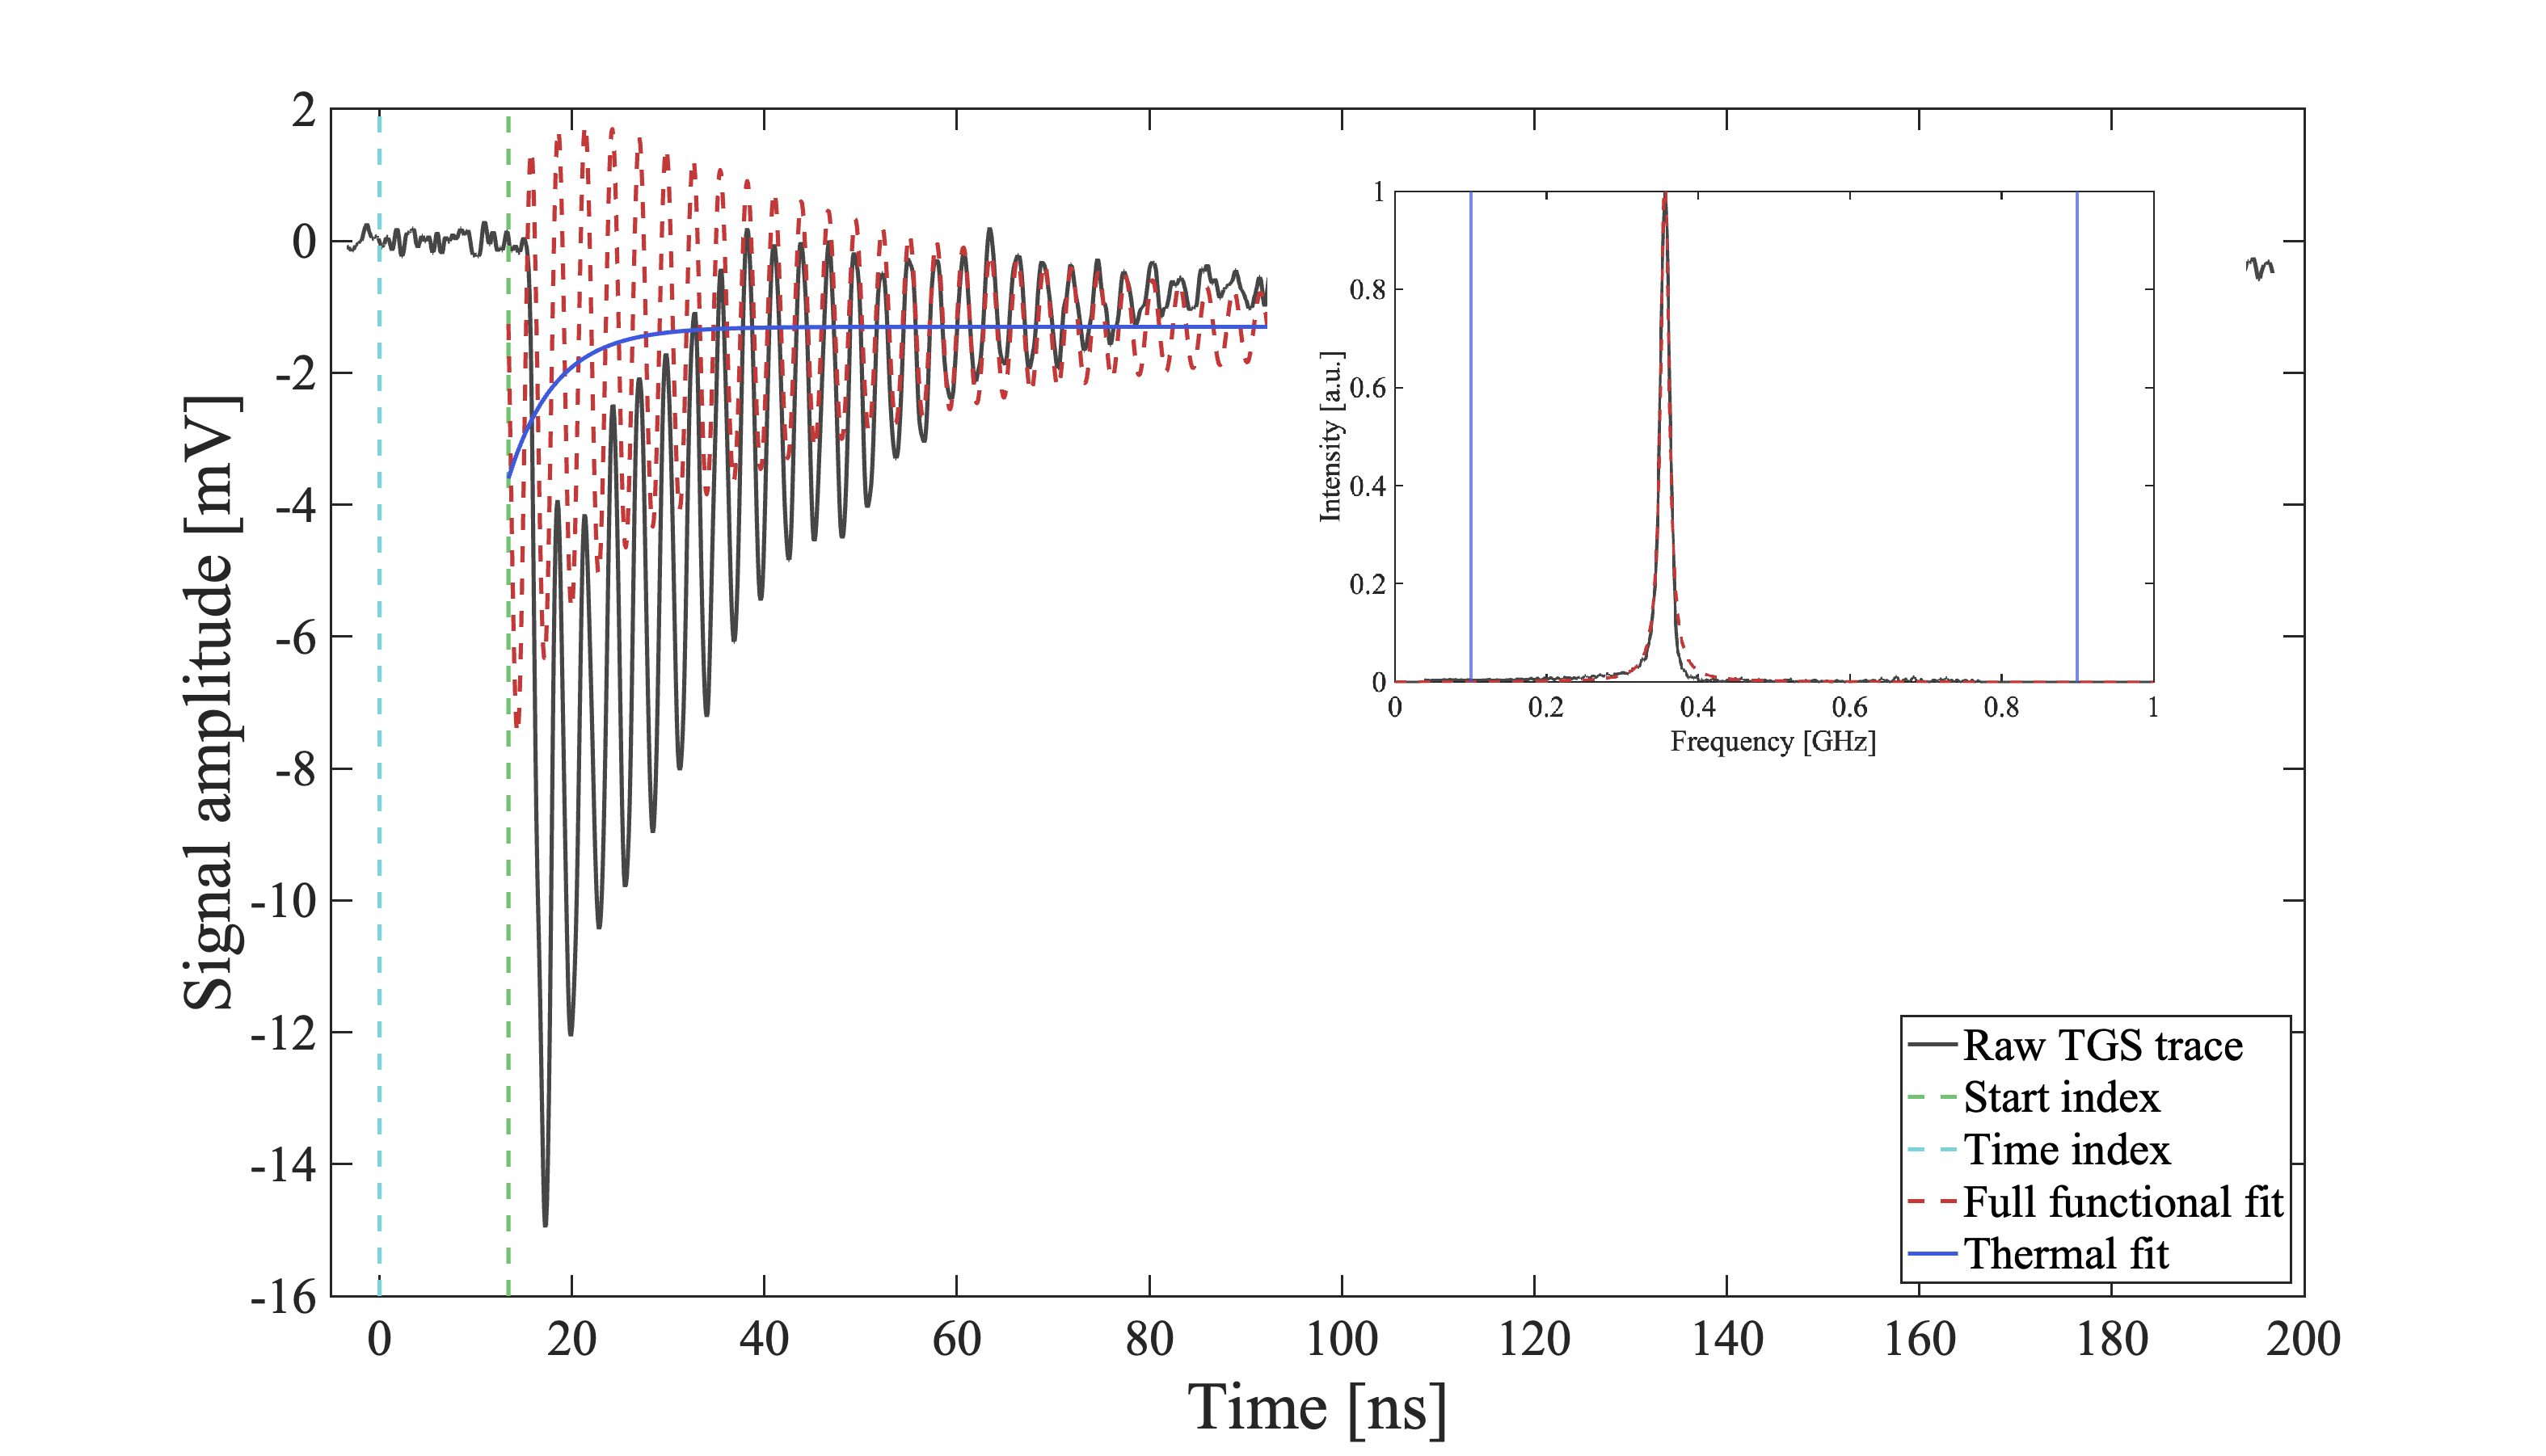 2
0
-2
-4
-6
-8
-10
-12
-14
-16
Signal amplitude [mV]
0 20 40 60 80 100 120 140 160 180 200
Time [ns]
1
0.8
0.6
0.4
0.2
0
Intensity [a.u.]
0 0.2 0.4 0.6 0.8 1
Frequency [GHz]
Raw TGS trace
Start index
Time index
Full functional fit
Thermal fit